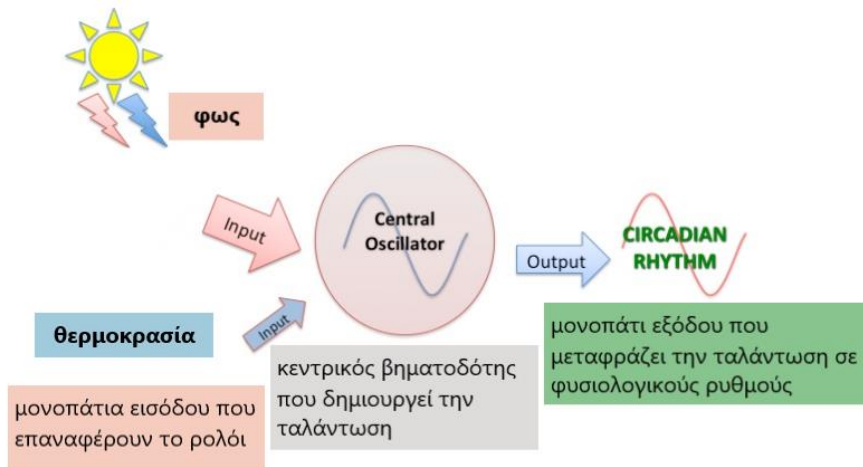 φως
Input
Central
Oscillator
Output
CIRCADIAN
RHYTHM
Input
θερμοκρασία
μονοπάτια εισόδου που
επαναφέρουν το ρολόι
κεντρικός βηματοδότης
που δημιουργεί την
ταλάντωση
μονοπάτι εξόδου που
μεταφράζει την ταλάντωση σε
φυσιολογικούς ρυθμούς